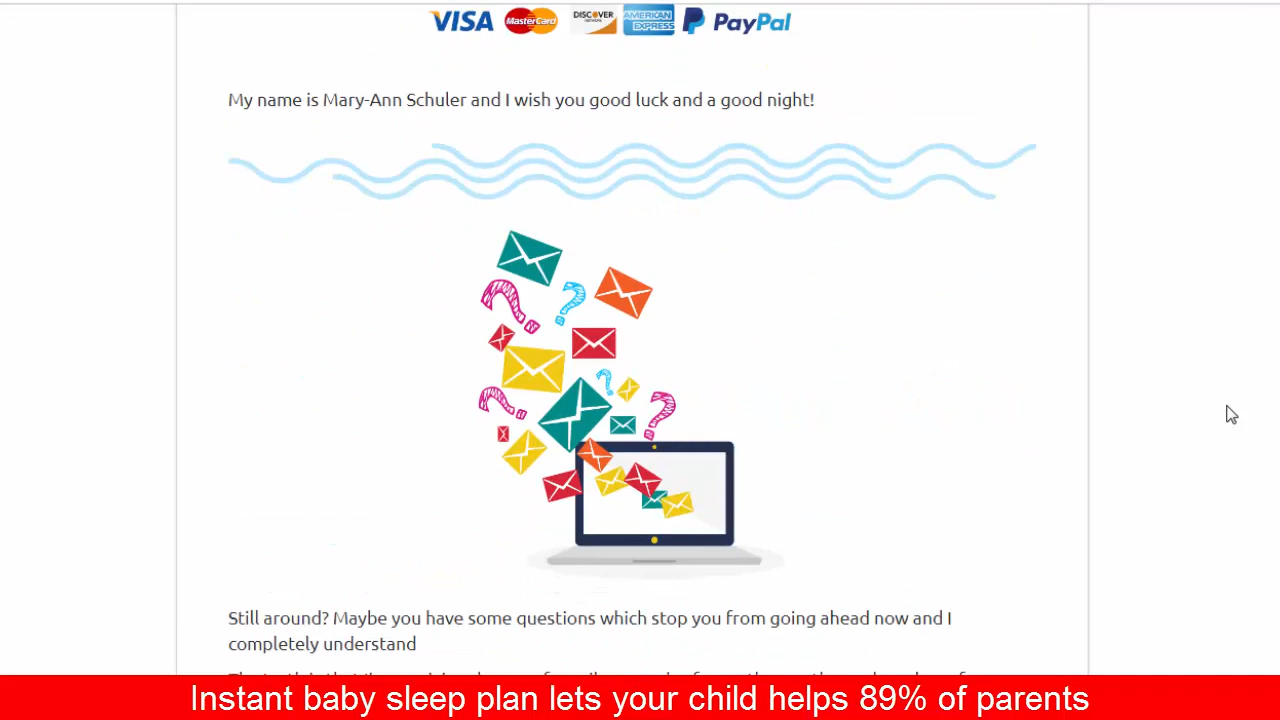 VISA MasterCard DISCOVER NETWORK AMERICAN EXPRESS PayPal
My name is Mary-Ann Schuler and I wish you good luck and a good night!
Still around? Maybe you have some questions which stop you from going ahead now and I
completely understand
Instant baby sleep plan lets your child helps 89% of parents